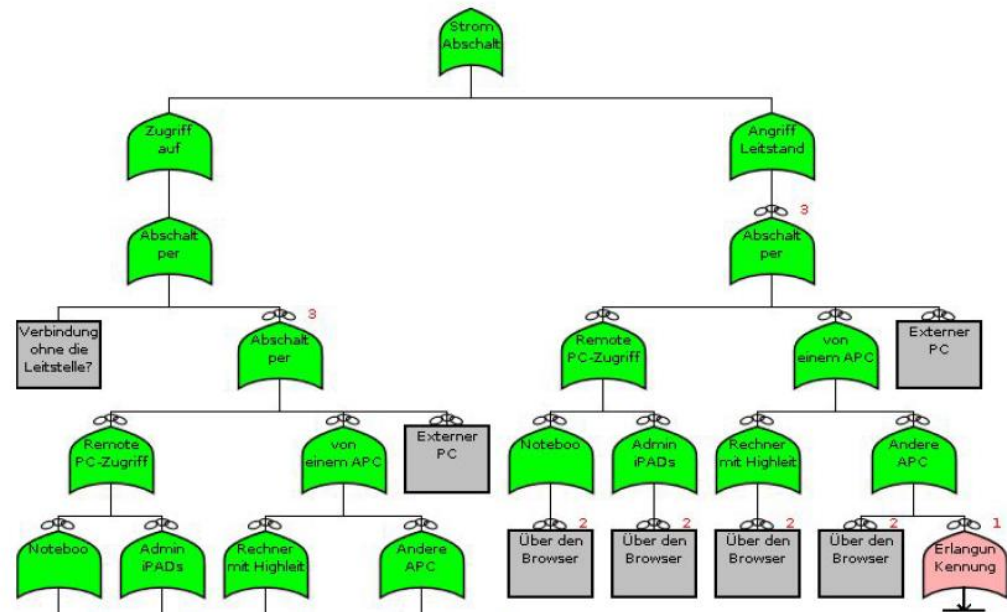 Strom
Abschalt
Zugriff
auf
Angriff
Leitstand
3
Abschalt
per
Abschalt
per
Verbindung
ohne die
Leitstelle?
3
Abschalt
per
Remote
PC-Zugriff
von
einem APC
Externer
PC
Remote
PC-Zugriff
von
einem APC
Externer
PC
Noteboo
Admin
iPADs
Rechner
mit Highleit
Andere
APC
Noteboo
Admin
iPADs
Rechner
mit Highleit
Andere
APC
2
Über den
Browser
2
Über den
Browser
2
Über den
Browser
2
Über den
Browser
1
Erlangun
Kennung